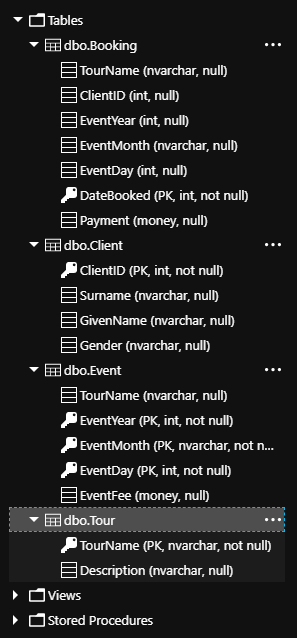 Tables
dbo.Booking
TourName (nvarchar, null)
ClientID (int, null)
EventYear (int, null)
EventMonth (nvarchar, null)
EventDay (int, null)
DateBooked (PK, int, not null)
Payment (money, null)
dbo.Client
ClientID (PK, int, not null)
Surname (nvarchar, null)
GivenName (nvarchar, null)
Gender (nvarchar, null)
dbo.Event
TourName (nvarchar, null)
EventYear (PK, int, not null)
EventMonth (PK, nvarchar, not n...
EventDay (PK, int, not null)
EventFee (money, null)
dbo.Tour
TourName (PK, nvarchar, not null)
Description (nvarchar, null)
Views
Stored Procedures